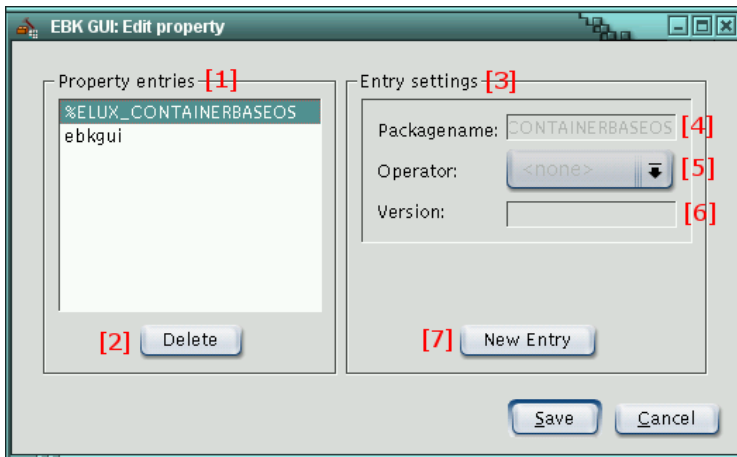 EBK GUI: Edit property
Property entries [1]
%ELUX_CONTAINERBASEOS
ebkgui
[2] Delete
Entry settings [3]
Packagename: CONTAINERBASEOS [4]
Operator: <none> [5]
Version: [6]
[7] New Entry
Save Cancel